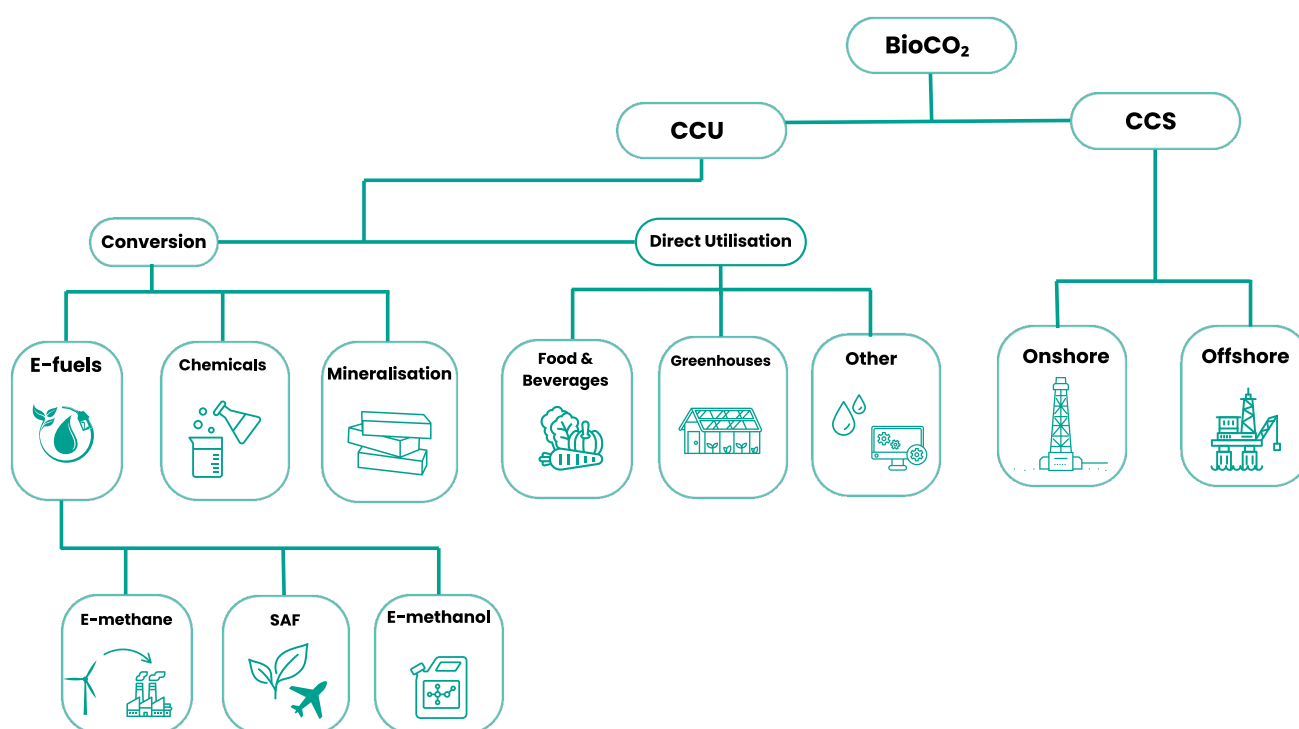 BioCO₂
CCU
CCS
Conversion
Direct Utilisation
E-fuels
Chemicals
Mineralisation
Food &
Beverages
Greenhouses
Other
Onshore
Offshore
E-methane
SAF
E-methanol